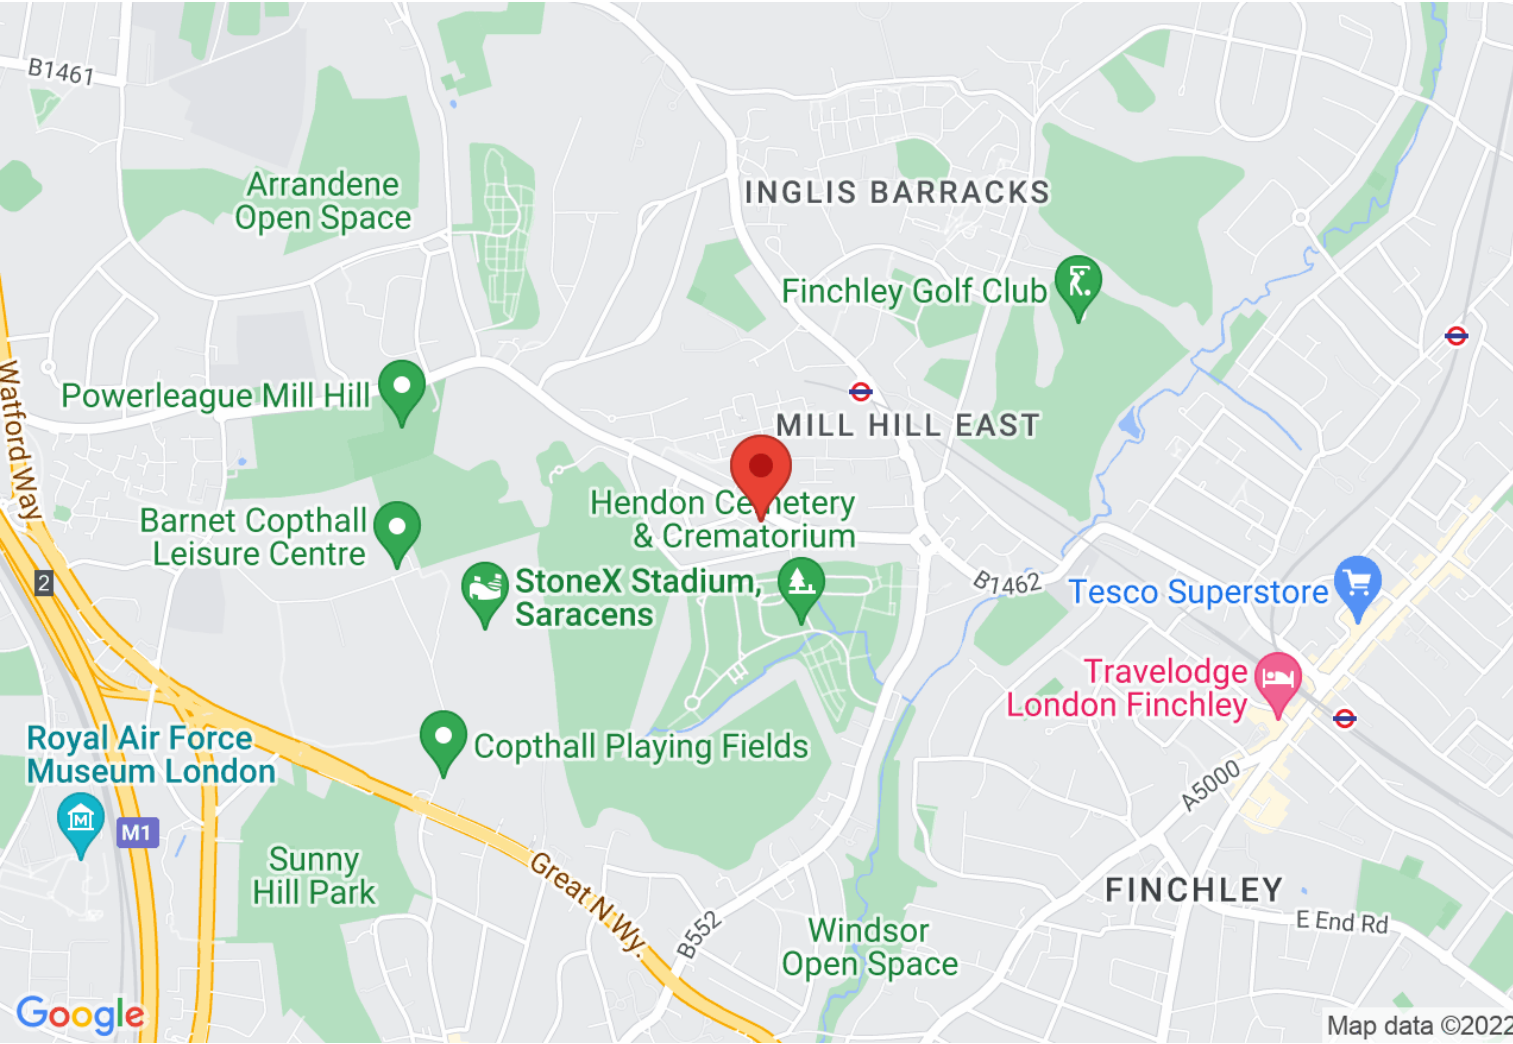 B1461
Arrandene
Open Space
INGLIS BARRACKS
Finchley Golf Club
Watford Way
Powerleague Mill Hill
MILL HILL EAST
Hendon Cemetery
& Crematorium
Barnet Copthall
Leisure Centre
2
StoneX Stadium,
Saracens
B1462
Tesco Superstore
Travelodge
London Finchley
Royal Air Force
Museum London
Copthall Playing Fields
A5000
M
M1
Sunny
Hill Park
Great N Wy.
FINCHLEY
B552
Windsor
Open Space
E End Rd
Google
Map data ©2022